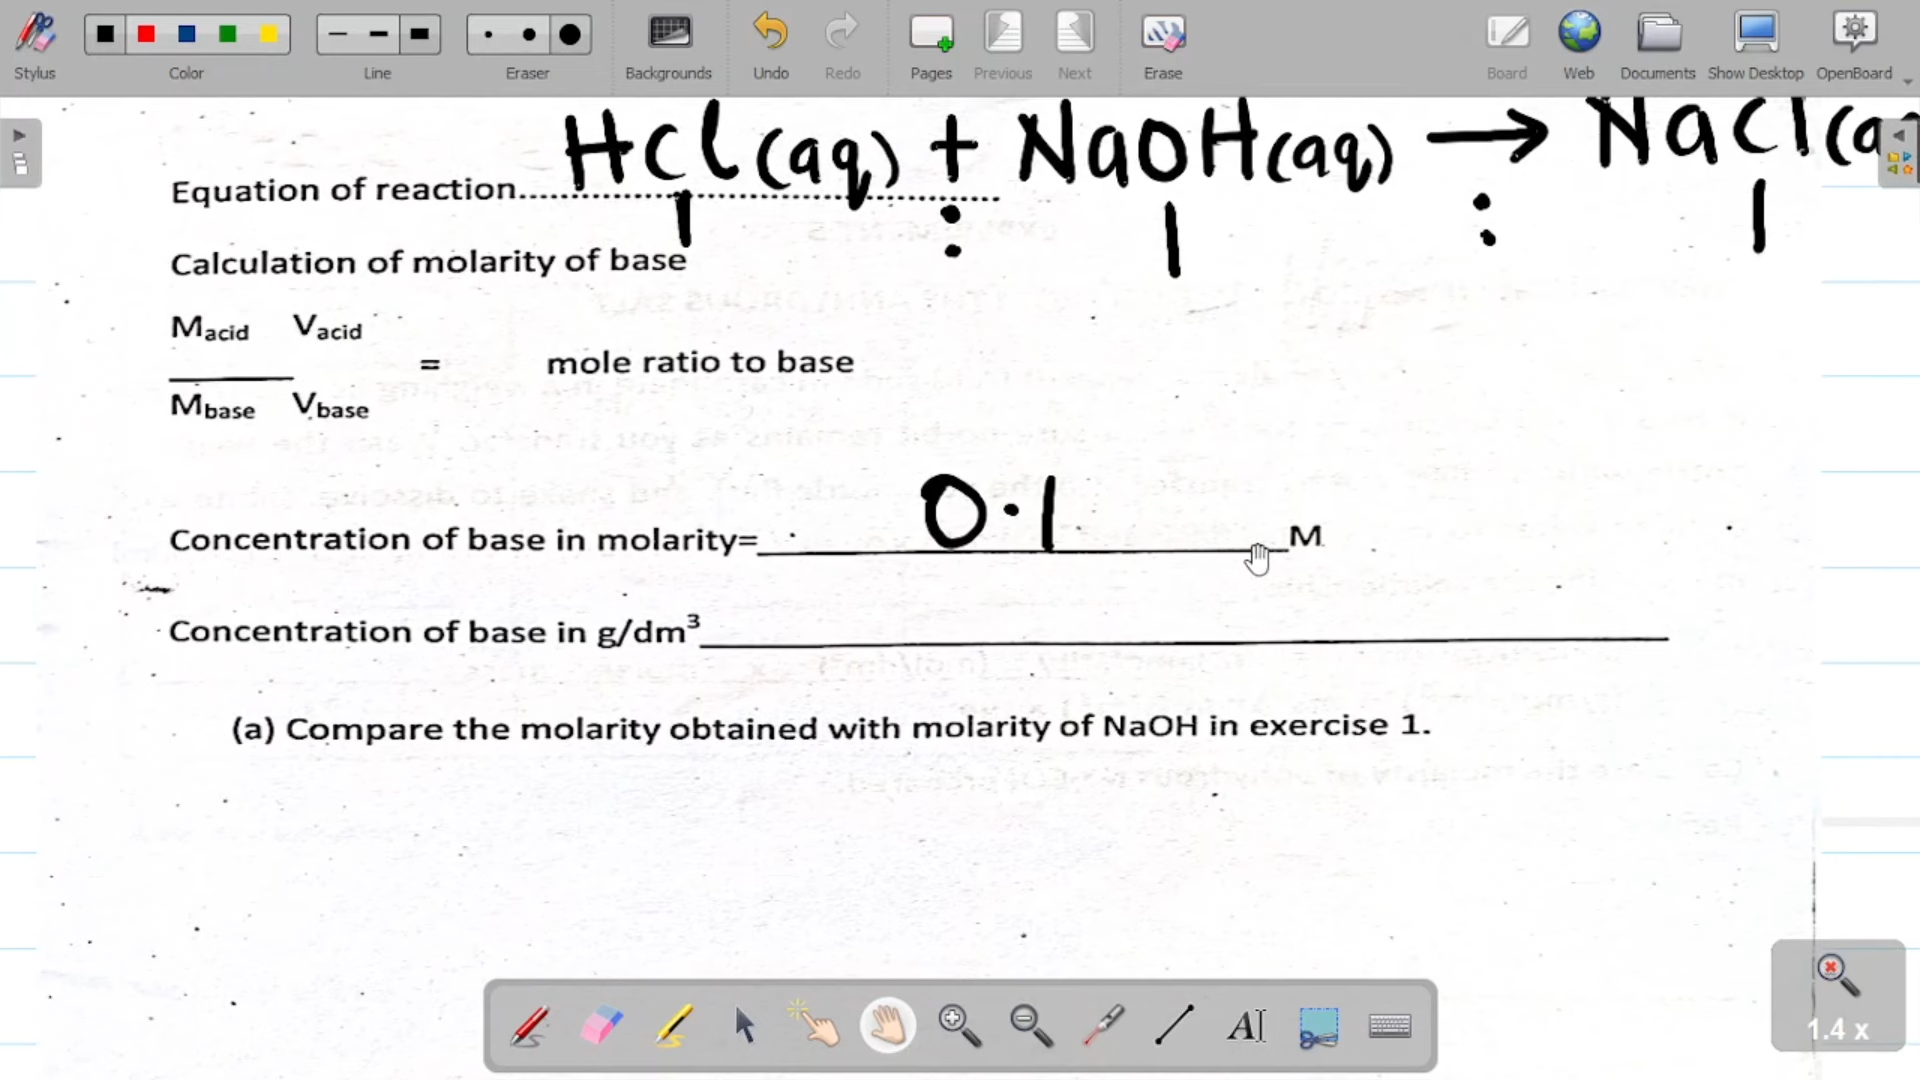 Stylus Color Line Eraser Backgrounds Undo Redo Pages Previous Next Erase Board Web Documents Show Desktop OpenBoard
HCl(aq) + NaOH(aq) → NaCl(a
Equation of reaction
1 : 1 : 1
Calculation of molarity of base
Macid Vacid
= mole ratio to base
Mbase Vbase
0.1
Concentration of base in molarity= M
Concentration of base in g/dm³
(a) Compare the molarity obtained with molarity of NaOH in exercise 1.
1.4 x